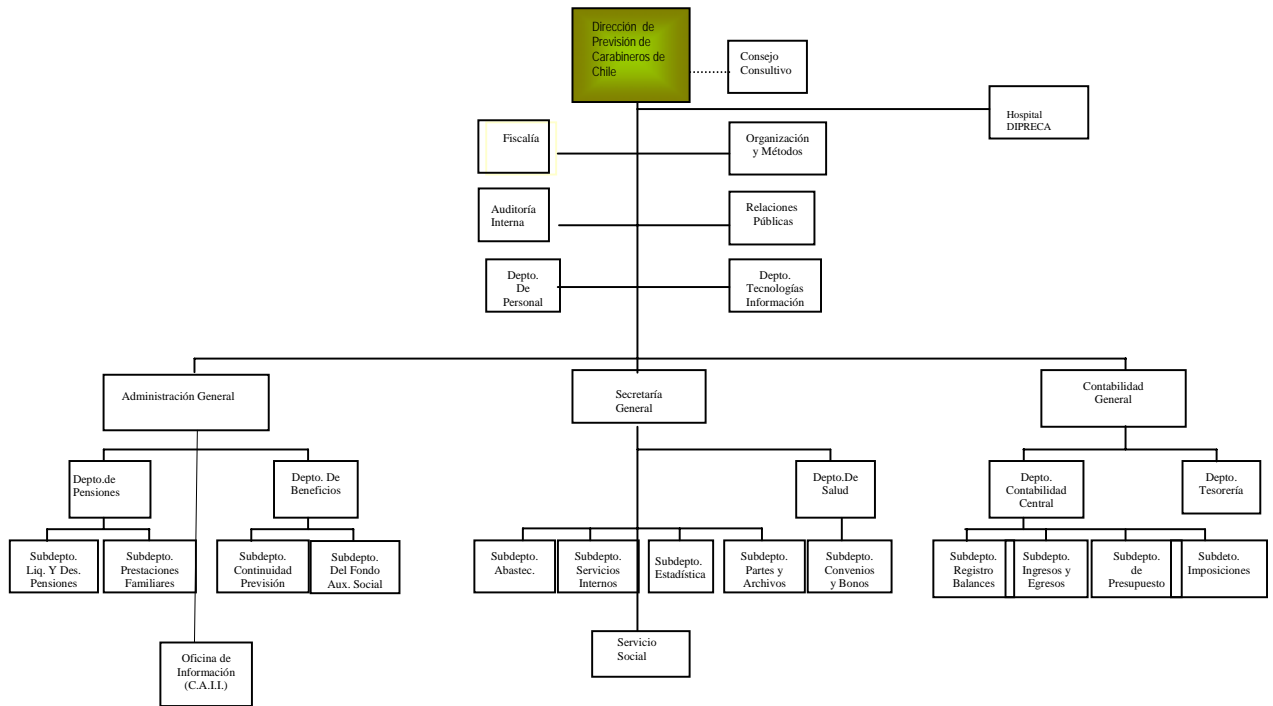 Dirección de
Previsión de
Carabineros de
Chile
Consejo
Consultivo
Hospital
DIPRECA
Fiscalía
Organización
y Métodos
Auditoría
Interna
Relaciones
Públicas
Depto.
De
Personal
Depto.
Tecnologías
Información
Administración General
Secretaría
General
Contabilidad
General
Depto.de
Pensiones
Depto. De
Beneficios
Depto.De
Salud
Depto.
Contabilidad
Central
Depto.
Tesorería
Subdepto.
Liq. Y Des.
Pensiones
Subdepto.
Prestaciones
Familiares
Subdepto.
Continuidad
Previsión
Subdepto.
Del Fondo
Aux. Social
Subdepto.
Abastec.
Subdepto.
Servicios
Internos
Subdepto.
Estadística
Subdepto.
Partes y
Archivos
Subdepto.
Convenios
y Bonos
Subdepto.
Registro
Balances
Subdepto.
Ingresos y
Egresos
Subdepto.
de
Presupuesto
Subdeto.
Imposiciones
Oficina de
Información
(C.A.I.I.)
Servicio
Social